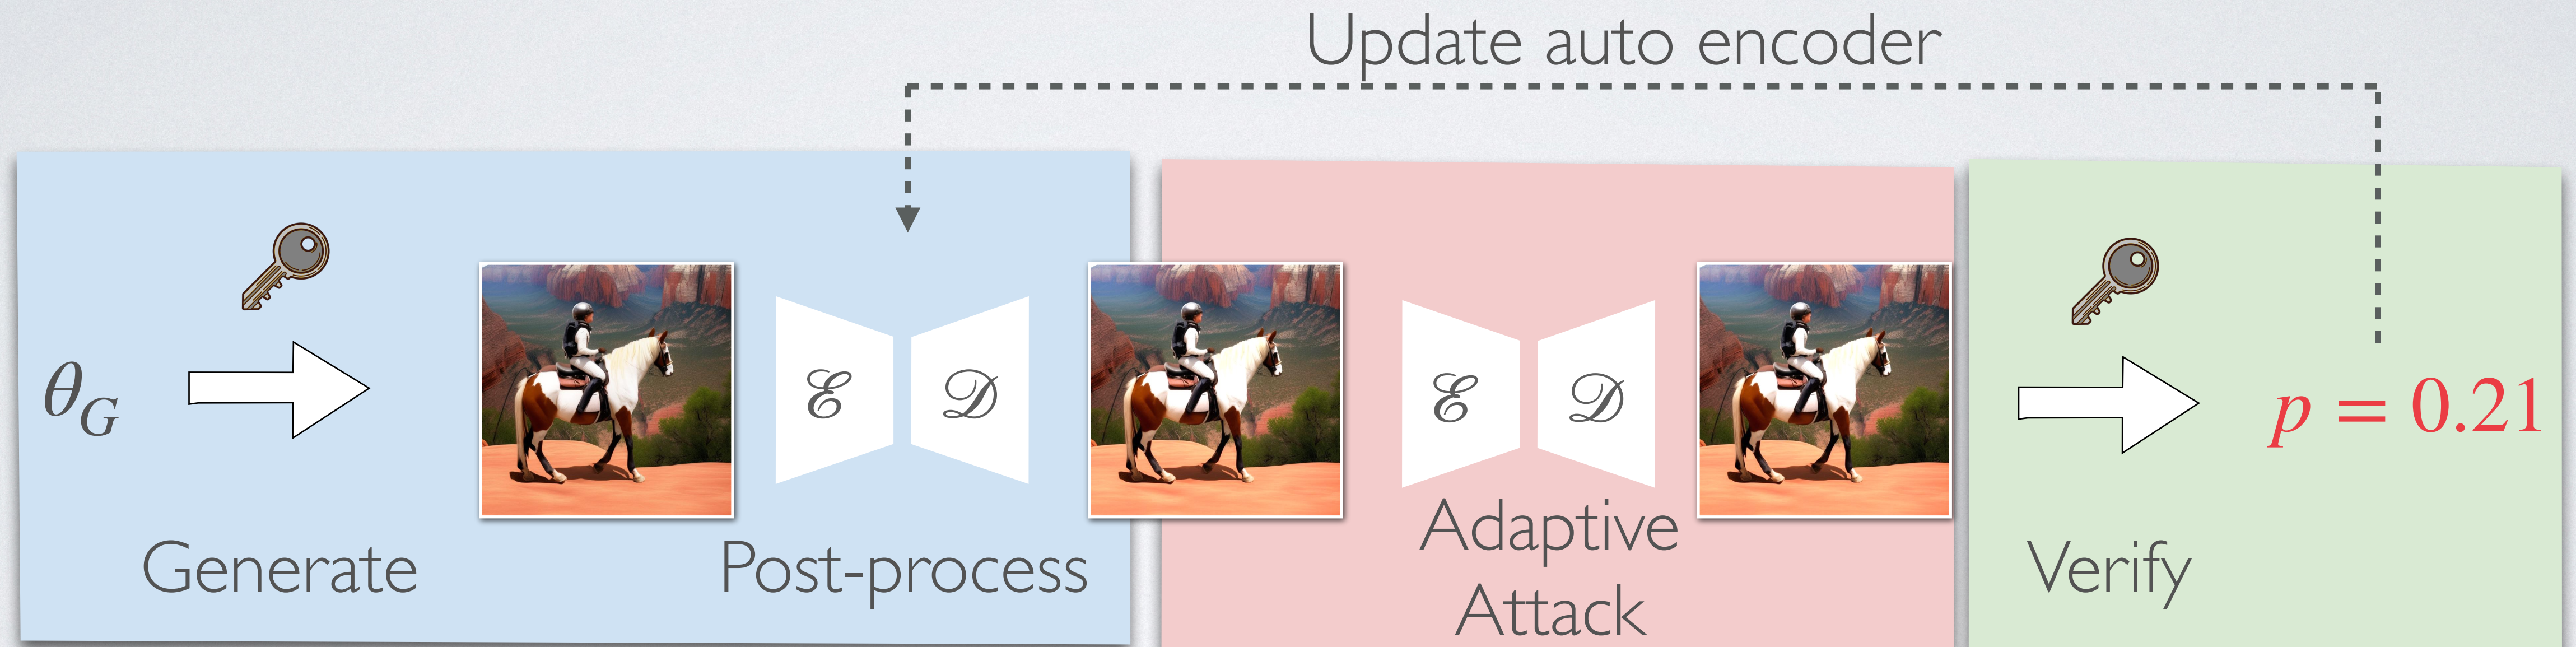 Update auto encoder
θ_G
ℰ
𝒟
ℰ
𝒟
p = 0.21
Generate
Post-process
Adaptive
Attack
Verify